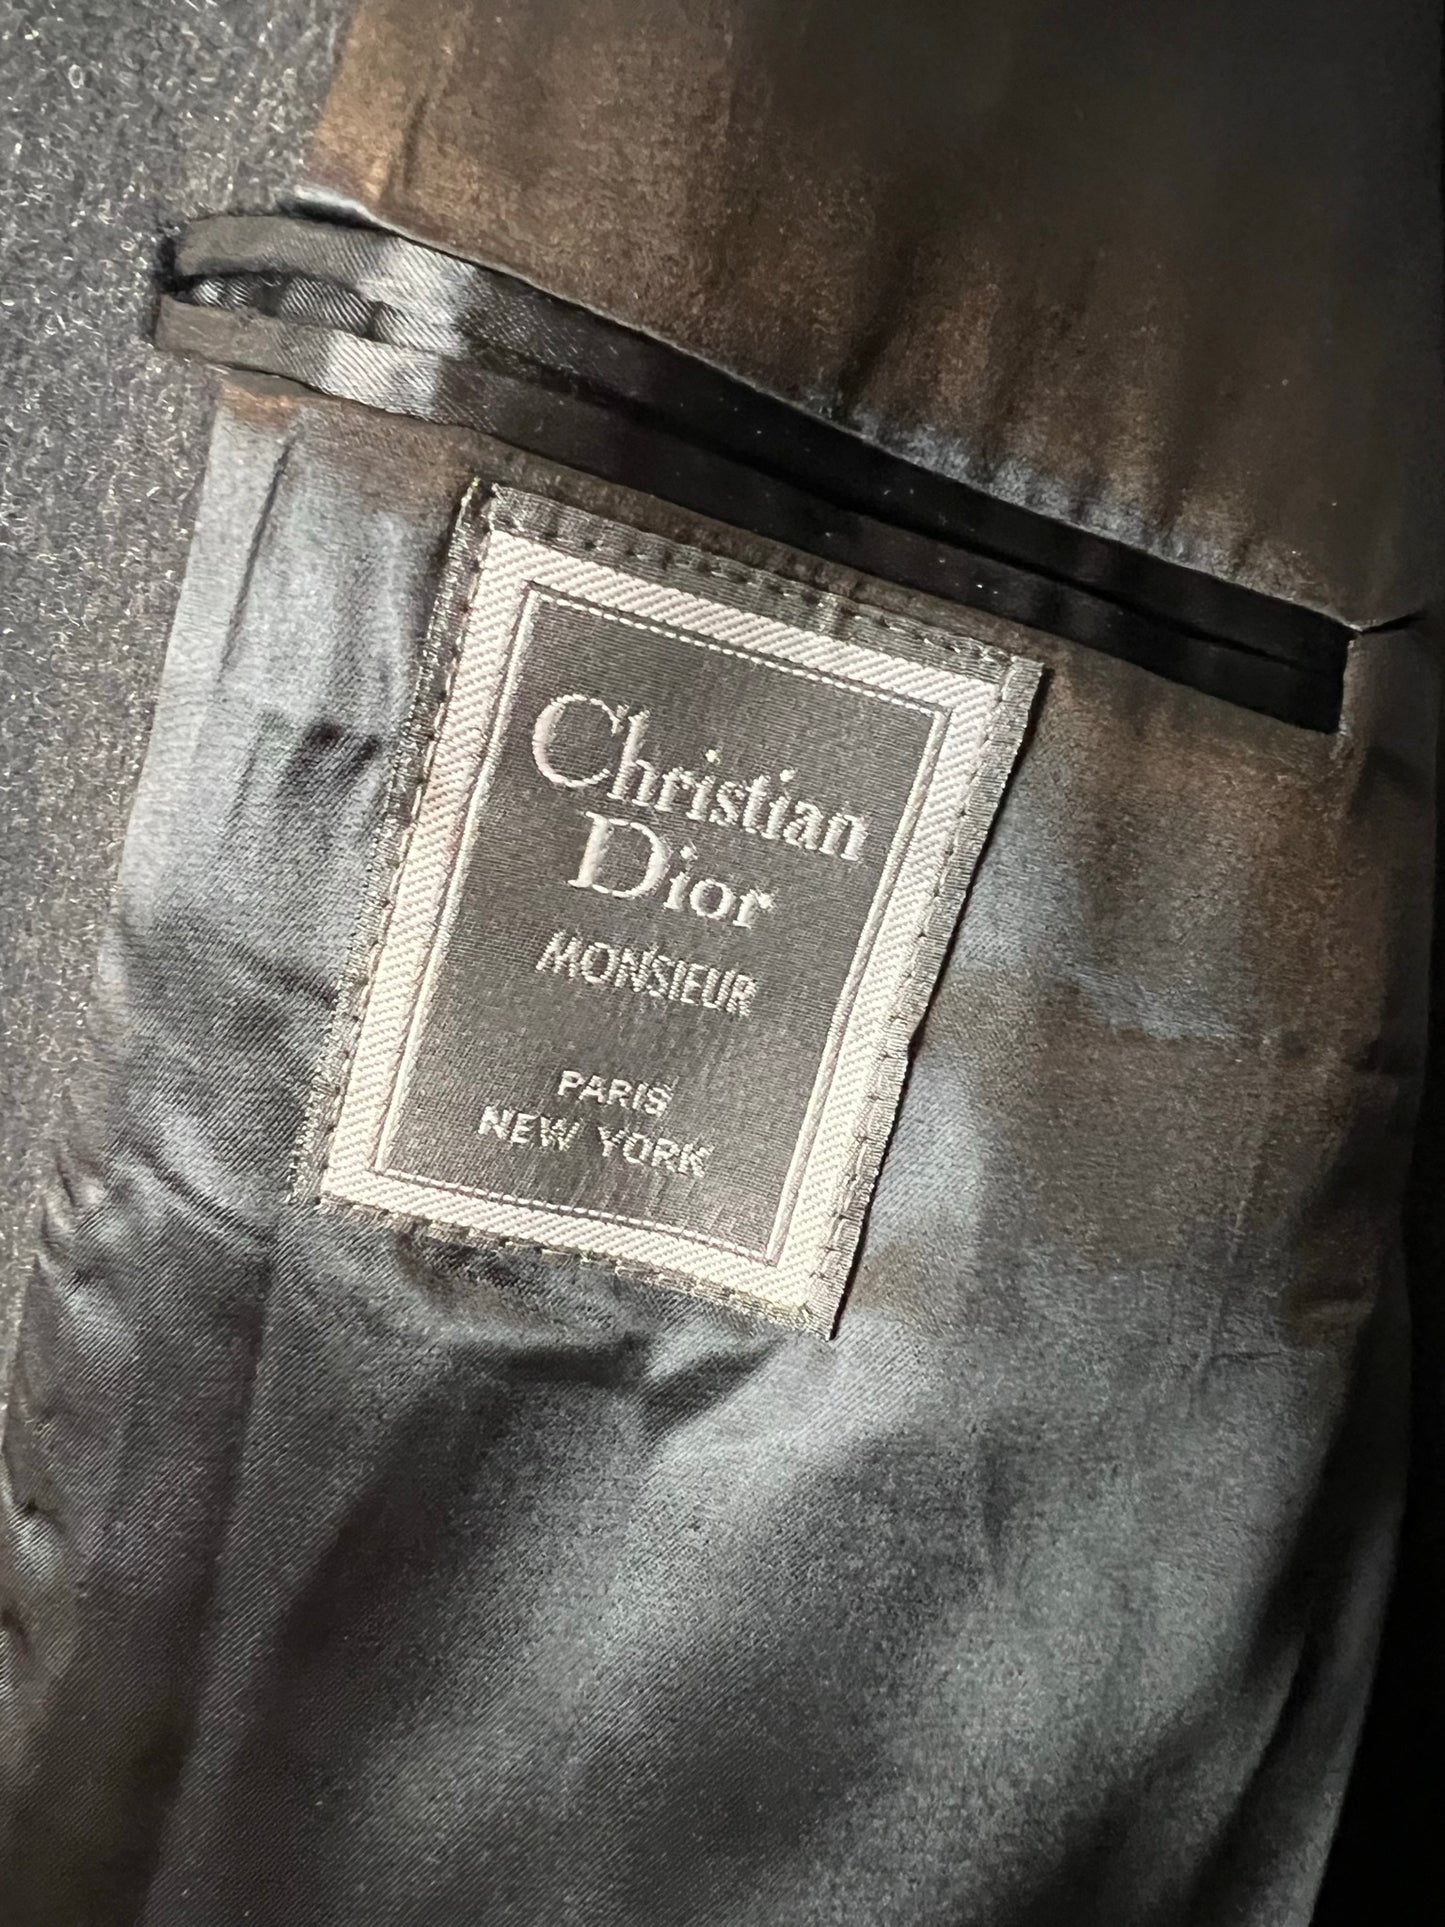 Christian
Dior
MONSIEUR
PARIS
NEW YORK